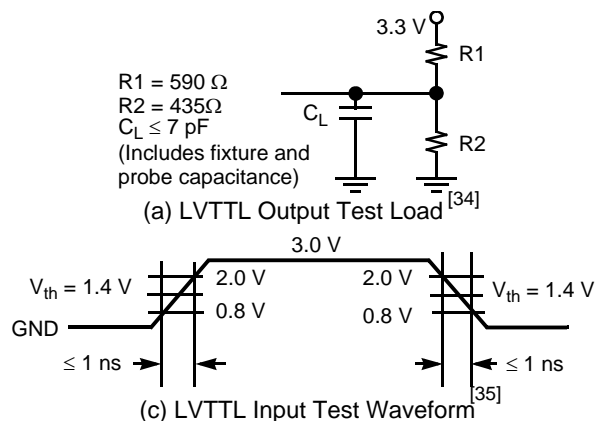 3.3 V
R1
R1 = 590 Ω
R2 = 435Ω
C_L ≤ 7 pF
(Includes fixture and
probe capacitance)
C_L
R2
(a) LVTTL Output Test Load [34]
3.0 V
V_th = 1.4 V
2.0 V
2.0 V
V_th = 1.4 V
GND
0.8 V
0.8 V
≤ 1 ns
≤ 1 ns
(c) LVTTL Input Test Waveform [35]